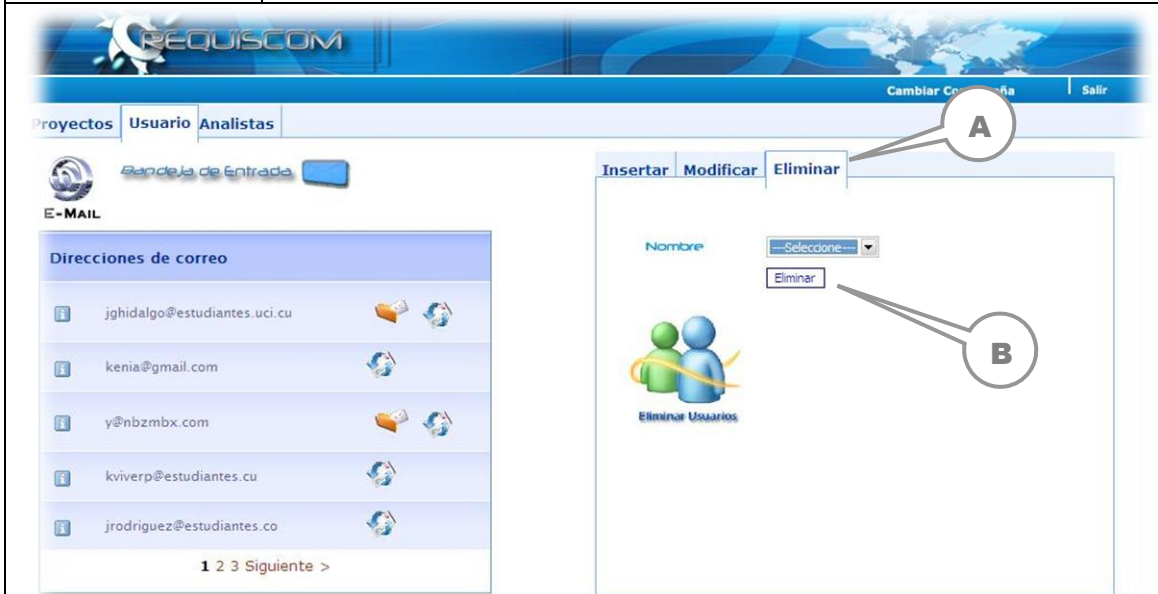 REQUISCOM
Cambiar Co ña Salir
Proyectos Usuario Analistas
A
Bandeja de Entrada
E-MAIL
Insertar Modificar Eliminar
Direcciones de correo
Nombre ---Seleccione---
Eliminar
jghidalgo@estudiantes.uci.cu
kenia@gmail.com
B
y@nbzmbx.com
Eliminar Usuarios
kviverp@estudiantes.cu
jrodriguez@estudiantes.co
1 2 3 Siguiente >